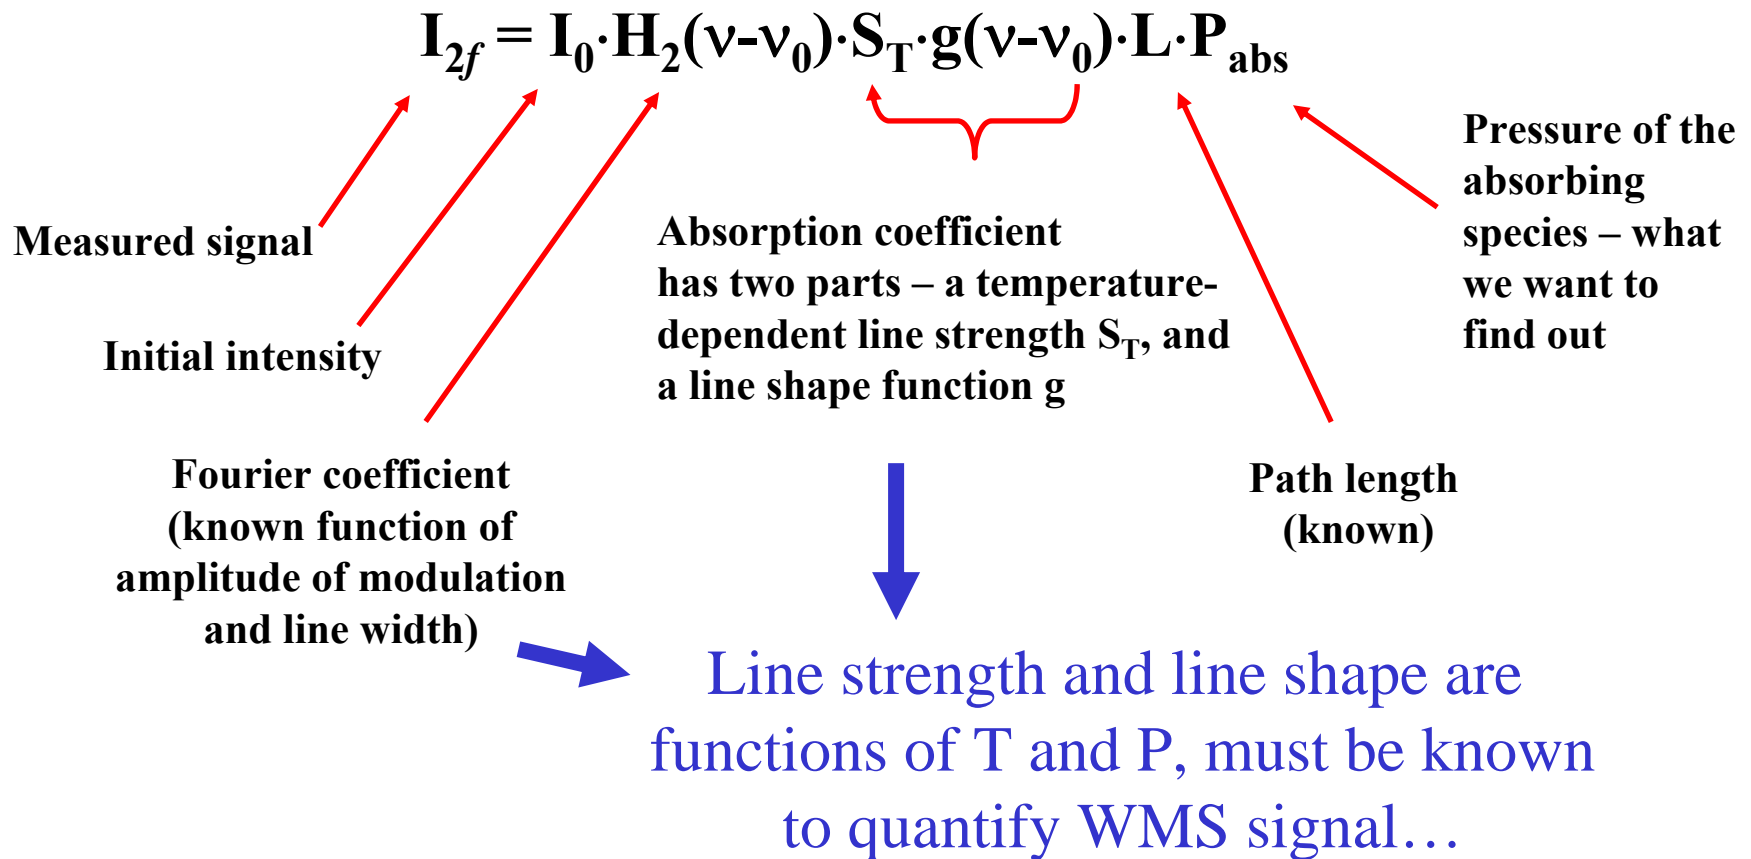 I2f = I0·H2(ν-ν0)·ST·g(ν-ν0)·L·Pabs
Measured signal
Initial intensity
Fourier coefficient
(known function of
amplitude of modulation
and line width)
Absorption coefficient
has two parts – a temperature-
dependent line strength ST, and
a line shape function g
Path length
(known)
Pressure of the
absorbing
species – what
we want to
find out
Line strength and line shape are
functions of T and P, must be known
to quantify WMS signal…